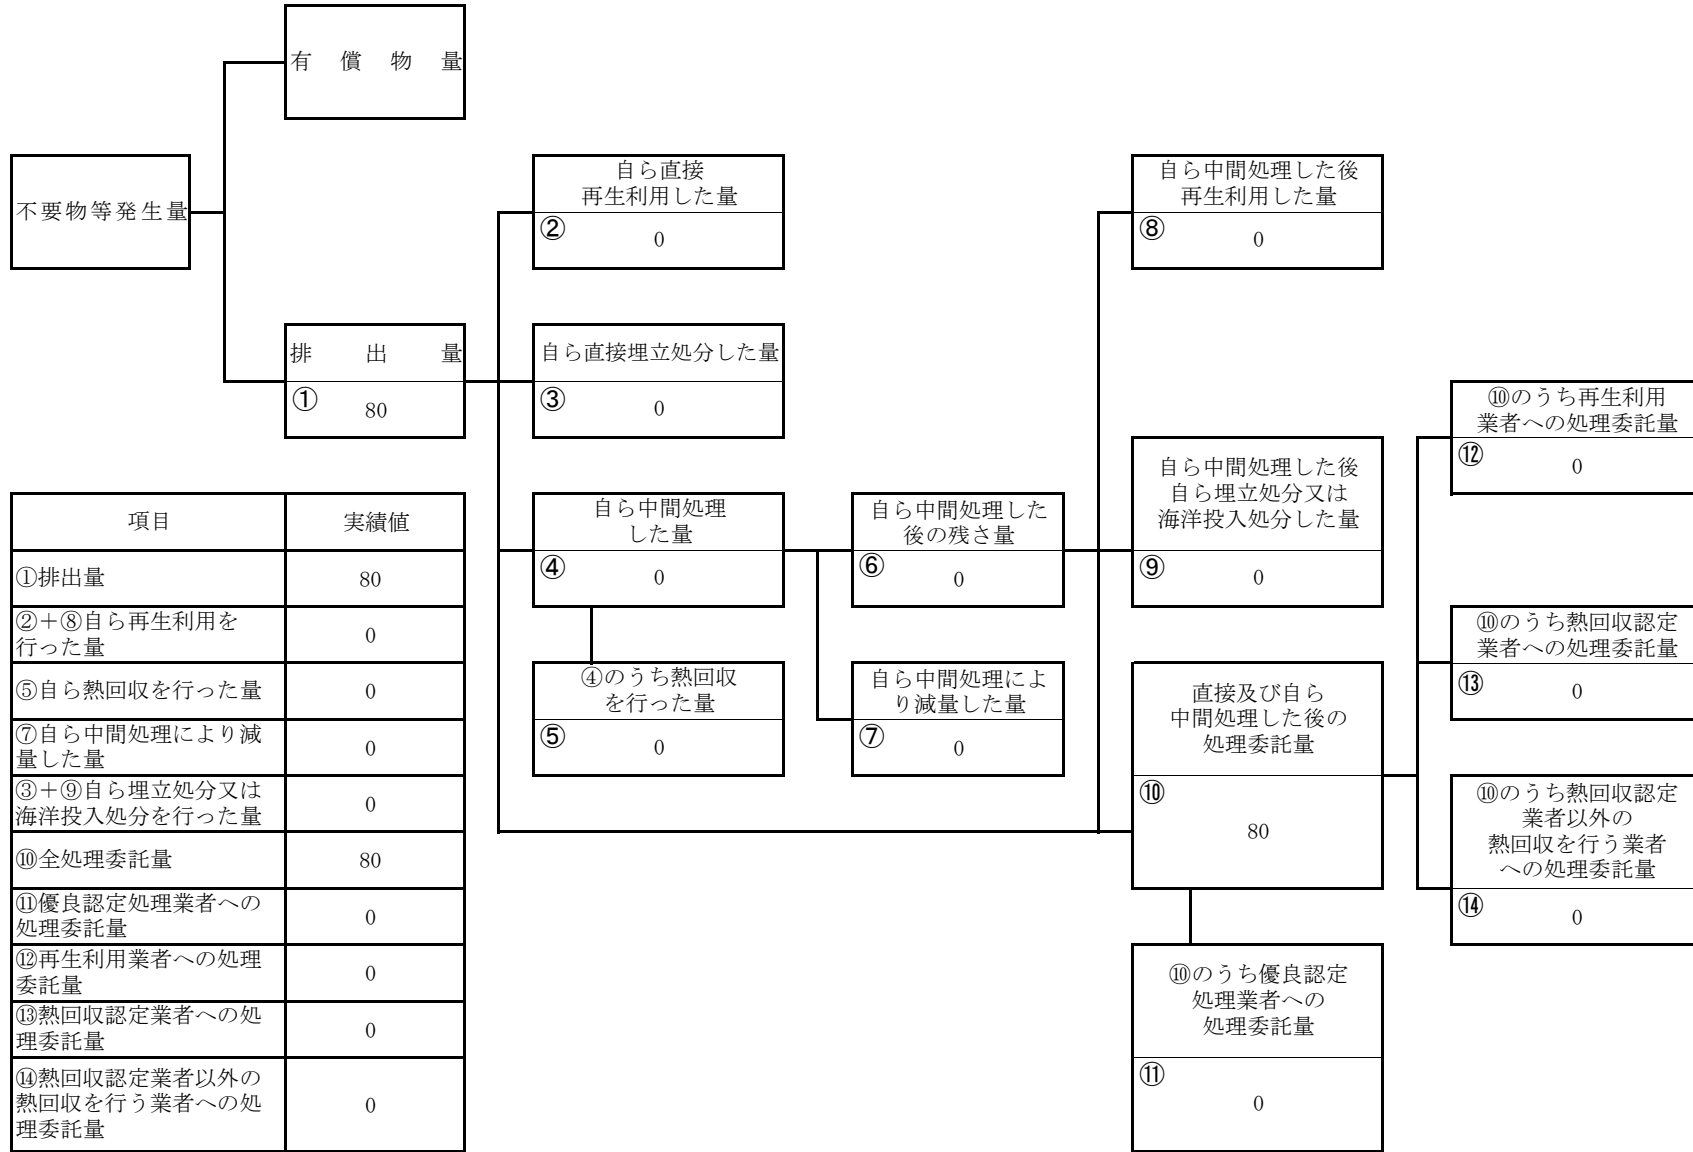 有償物量
不要物等発生量
排出量
①
80
自ら直接
再生利用した量
②
0
自ら直接埋立処分した量
③
0
自ら中間処理
した量
④
0
④のうち熱回収
を行った量
⑤
0
自ら中間処理した
後の残さ量
⑥
0
自ら中間処理によ
り減量した量
⑦
0
自ら中間処理した後
再生利用した量
⑧
0
自ら中間処理した後
自ら埋立処分又は
海洋投入処分した量
⑨
0
直接及び自ら
中間処理した後の
処理委託量
⑩
80
⑩のうち優良認定
処理業者への
処理委託量
⑪
0
⑩のうち再生利用
業者への処理委託量
⑫
0
⑩のうち熱回収認定
業者への処理委託量
⑬
0
⑩のうち熱回収認定
業者以外の
熱回収を行う業者
への処理委託量
⑭
0
項目 実績値
①排出量 80
②+⑧自ら再生利用を
行った量 0
⑤自ら熱回収を行った量 0
⑦自ら中間処理により減
量した量 0
③+⑨自ら埋立処分又は
海洋投入処分を行った量 0
⑩全処理委託量 80
⑪優良認定処理業者への
処理委託量 0
⑫再生利用業者への処理
委託量 0
⑬熱回収認定業者への処
理委託量 0
⑭熱回収認定業者以外の
熱回収を行う業者への処
理委託量 0